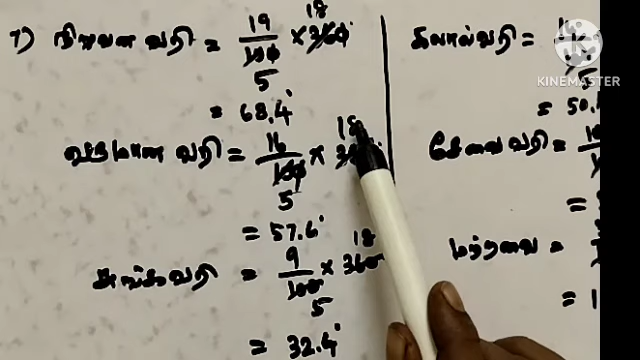 7) நிறுவன வரி = 19/100 × 360° 18 5
= 68.4°
வருமான வரி = 16/100 × 18 5
= 57.6°
சுங்கவரி = 9/100 × 360 18 5
= 32.4°
கலால்வரி =
= 50.
சேவை வரி =
=
மற்றவை =
= 1
KINEMASTER